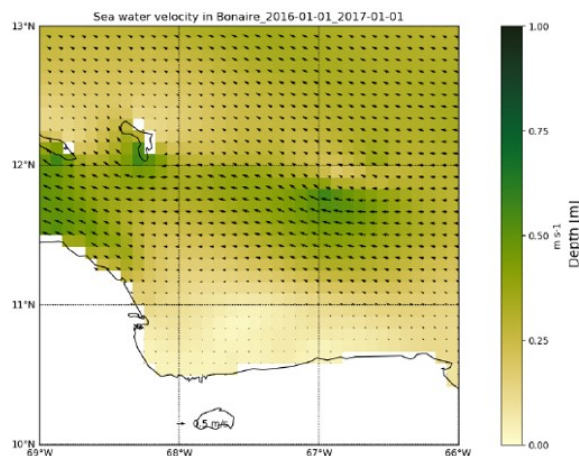 Sea water velocity in Bonaire_2016-01-01_2017-01-01
13°N
12°N
11°N
10°N
69°W
68°W
67°W
66°W
0.5 m/s
1.00
0.75
0.50
0.25
0.00
m s-1
Depth [m]